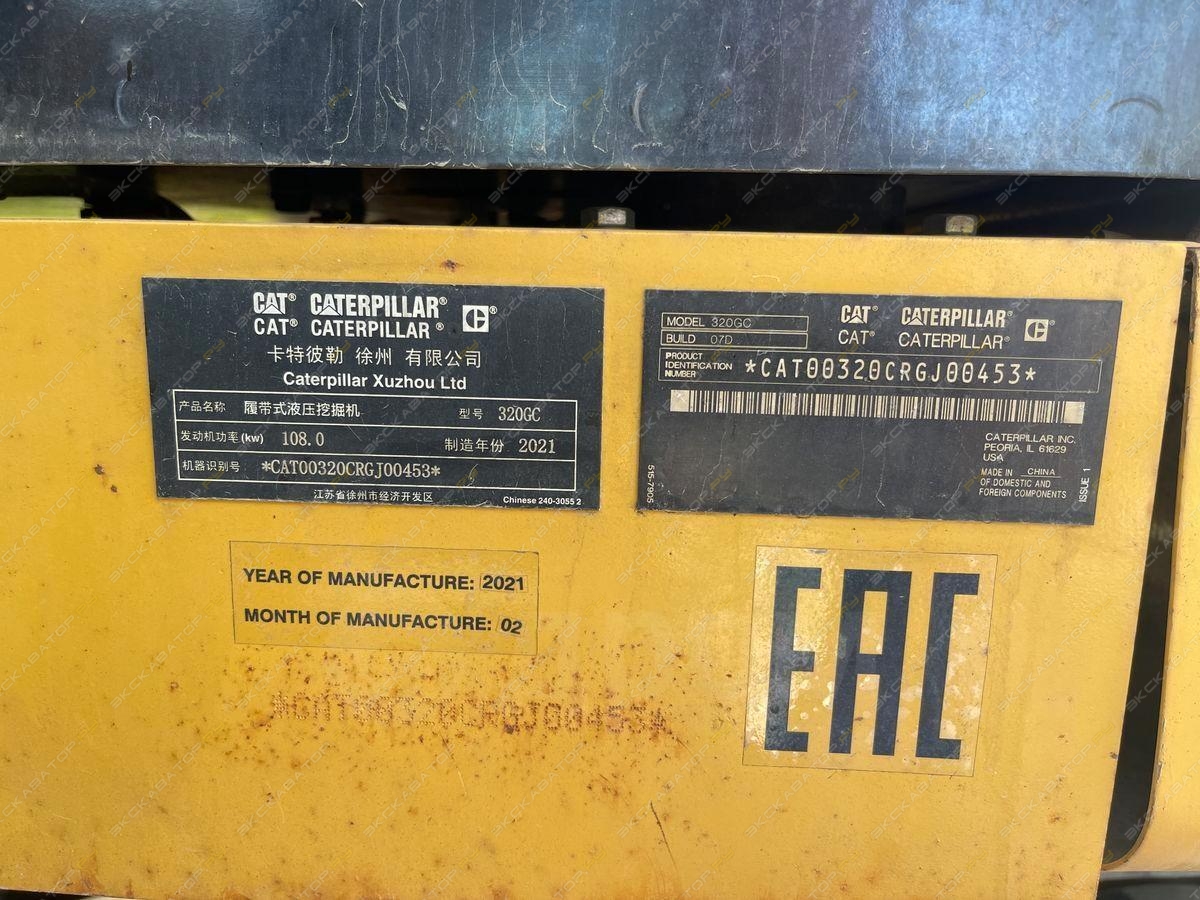 CAT® CATERPILLAR® C®
CAT® CATERPILLAR®
卡特彼勒 徐州 有限公司
Caterpillar Xuzhou Ltd
产品名称 履带式液压挖掘机 型号 320GC
发动机功率(kw) 108.0 制造年份 2021
机器识别号 *CAT00320CRGJ00453*
江苏省徐州市经济开发区 Chinese 240-3055 2
MODEL 320GC
BUILD 07D
CAT® CATERPILLAR® C®
CAT® CATERPILLAR®
PRODUCT
IDENTIFICATION
NUMBER
*CAT00320CRGJ00453*
CATERPILLAR INC.
PEORIA, IL 61629
USA
MADE IN CHINA
OF DOMESTIC AND
FOREIGN COMPONENTS
515-7905
ISSUE 1
YEAR OF MANUFACTURE: 2021
MONTH OF MANUFACTURE: 02
*CAT00320CRGJ00453*
EAC
ЭКСКАВАТОР РУ